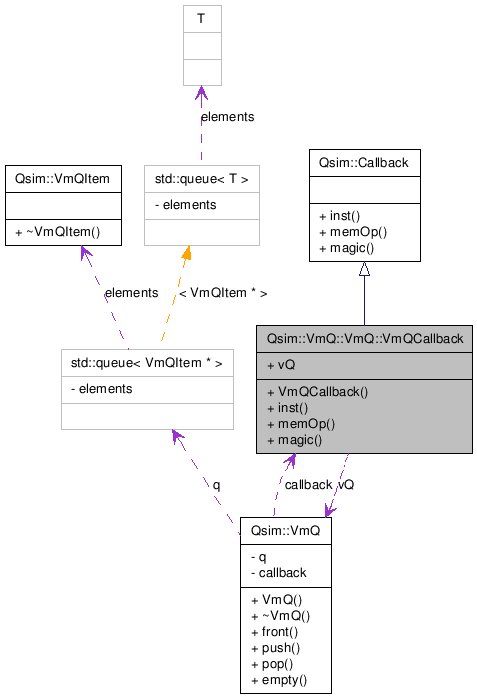 T
elements
Qsim::VmQItem
+ ~VmQItem()
std::queue< T >
- elements
Qsim::Callback
+ inst()
+ memOp()
+ magic()
elements
< VmQItem * >
Qsim::VmQ::VmQ::VmQCallback
+ vQ
+ VmQCallback()
+ inst()
+ memOp()
+ magic()
std::queue< VmQItem * >
- elements
q
callback
vQ
Qsim::VmQ
- q
- callback
+ VmQ()
+ ~VmQ()
+ front()
+ push()
+ pop()
+ empty()